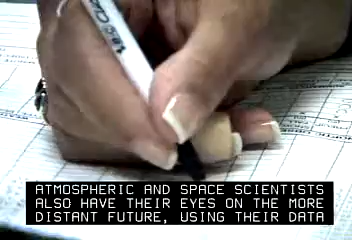 ATMOSPHERIC AND SPACE SCIENTISTS
ALSO HAVE THEIR EYES ON THE MORE
DISTANT FUTURE, USING THEIR DATA